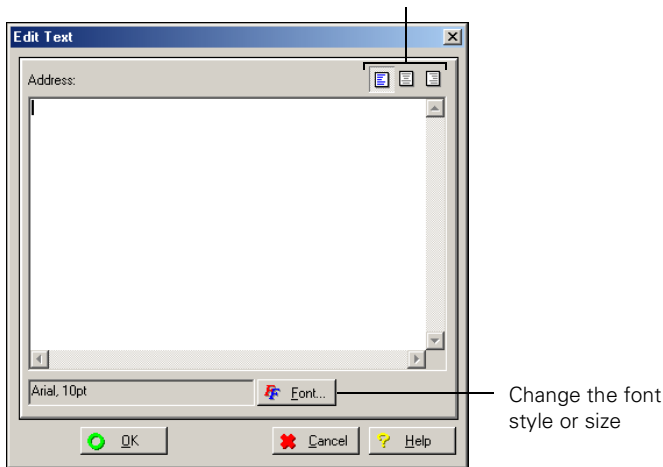 Edit Text
Address:
Arial, 10pt
Font...
Change the font
style or size
OK
Cancel
Help